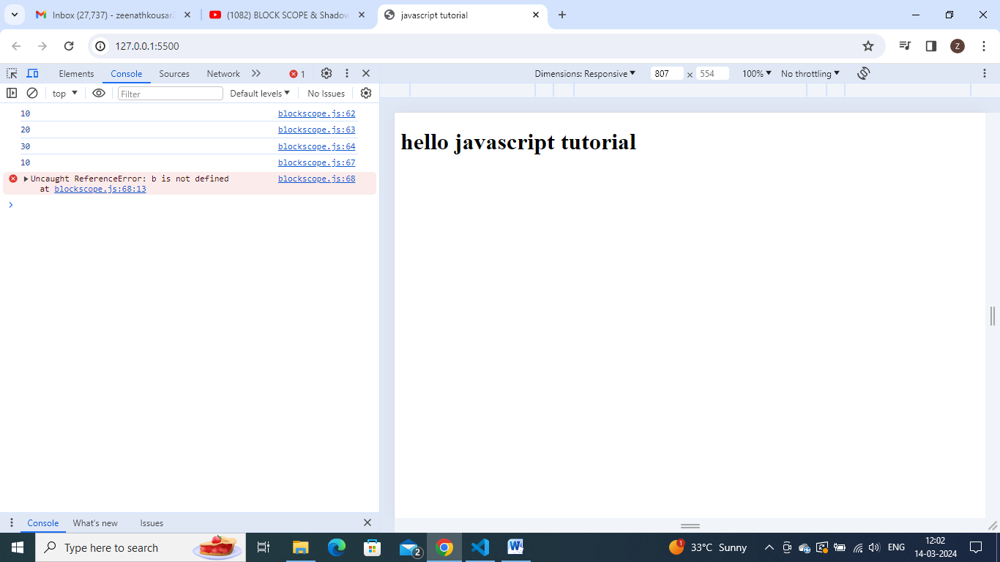 Inbox (27,737) - zeenathkousar
(1082) BLOCK SCOPE & Shadow
javascript tutorial
127.0.0.1:5500
Z
Elements Console Sources Network 1
Dimensions: Responsive 807 × 554 100% No throttling
top Filter Default levels No Issues
10 blockscope.js:62
20 blockscope.js:63
30 blockscope.js:64
10 blockscope.js:67
Uncaught ReferenceError: b is not defined blockscope.js:68
at blockscope.js:68:13
hello javascript tutorial
Console What's new Issues
Type here to search
2
W
1
33°C Sunny
ENG
12:02
14-03-2024